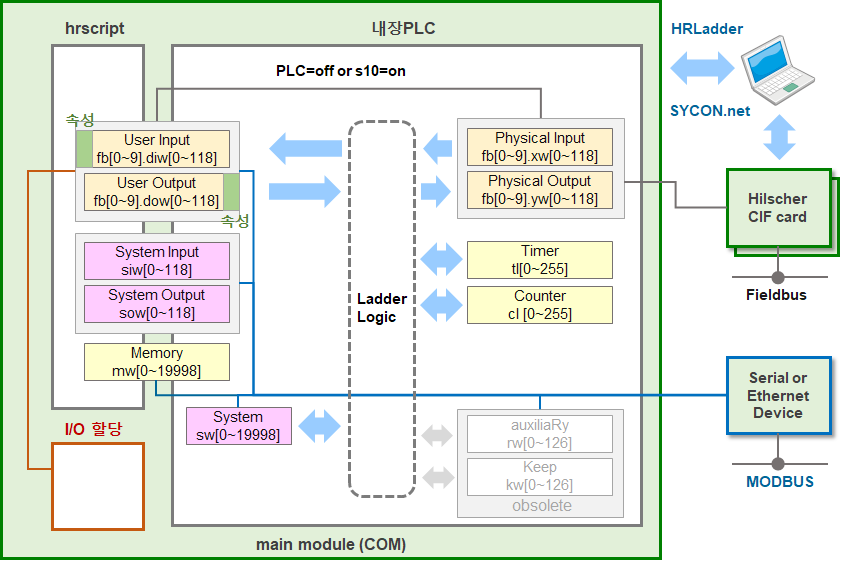 hrscript
내장PLC
HRLadder
PLC=off or s10=on
SYCON.net
속성
User Input
fb[0~9].diw[0~118]
User Output
fb[0~9].dow[0~118]
속성
Physical Input
fb[0~9].xw[0~118]
Physical Output
fb[0~9].yw[0~118]
Hilscher
CIF card
System Input
siw[0~118]
System Output
sow[0~118]
Timer
tl[0~255]
Counter
cl [0~255]
Ladder
Logic
Fieldbus
Memory
mw[0~19998]
System
sw[0~19998]
Serial or
Ethernet
Device
I/O 할당
auxiliaRy
rw[0~126]
Keep
kw[0~126]
obsolete
MODBUS
main module (COM)